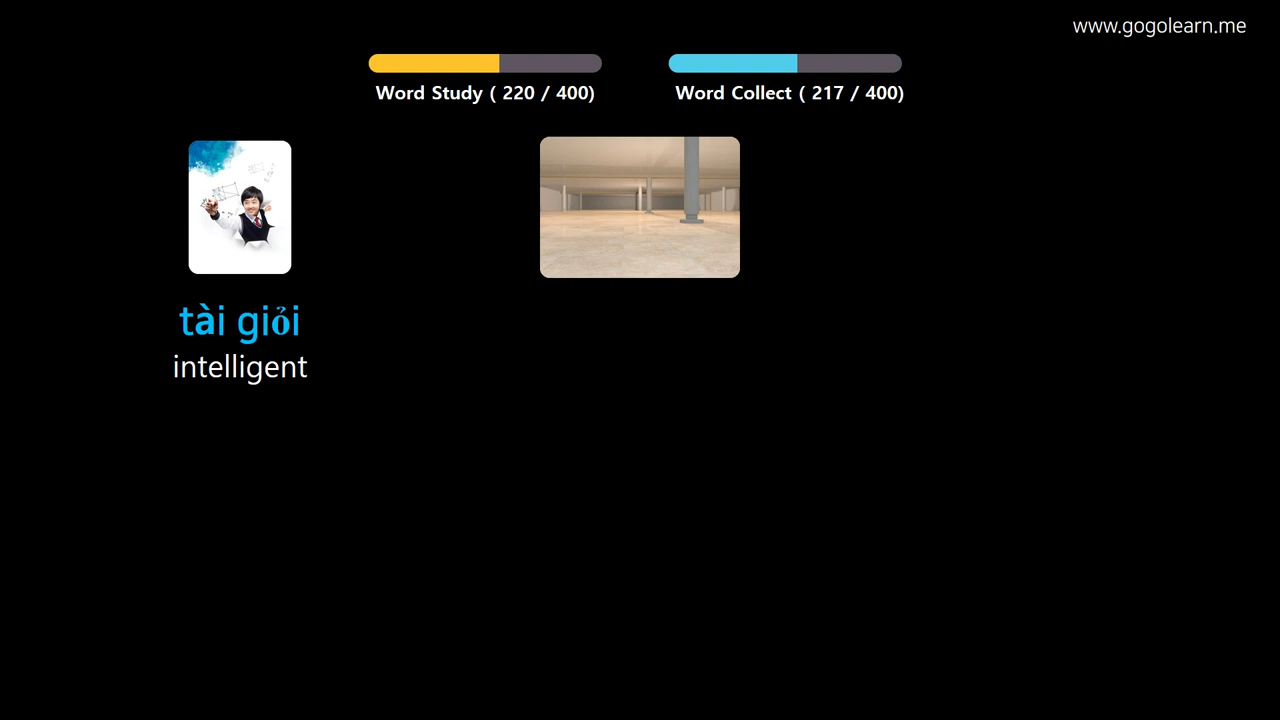 www.gogolearn.me
Word Study ( 220 / 400)
Word Collect ( 217 / 400)
tài giỏi
intelligent